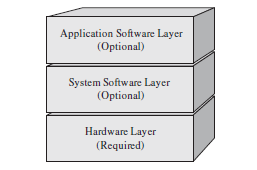 Application Software Layer
(Optional)
System Software Layer
(Optional)
Hardware Layer
(Required)